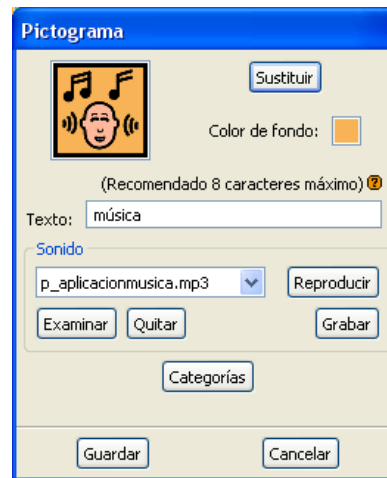 Pictograma
Sustituir
Color de fondo:
(Recomendado 8 caracteres máximo) ?
Texto: música
Sonido
p_aplicacionmusica.mp3 Reproducir
Examinar Quitar Grabar
Categorías
Guardar Cancelar